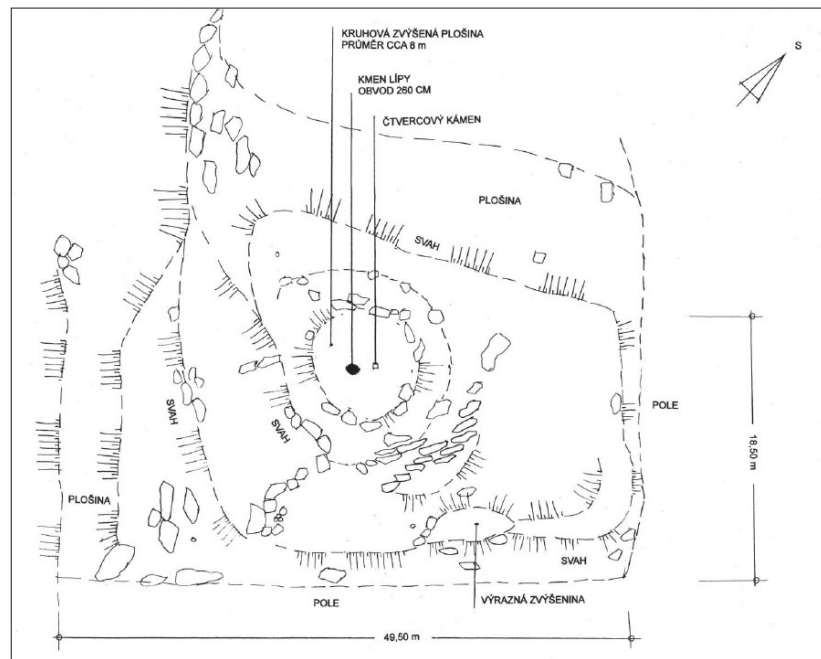 KRUHOVÁ ZVÝŠENÁ PLOŠINA
PRŮMĚR CCA 8 m
S
KMEN LÍPY
OBVOD 260 CM
ČTVERCOVÝ KÁMEN
PLOŠINA
SVAH
POLE
18,50 m
SVAH
SVAH
PLOŠINA
SVAH
POLE
VÝRAZNÁ ZVÝŠENINA
49,50 m